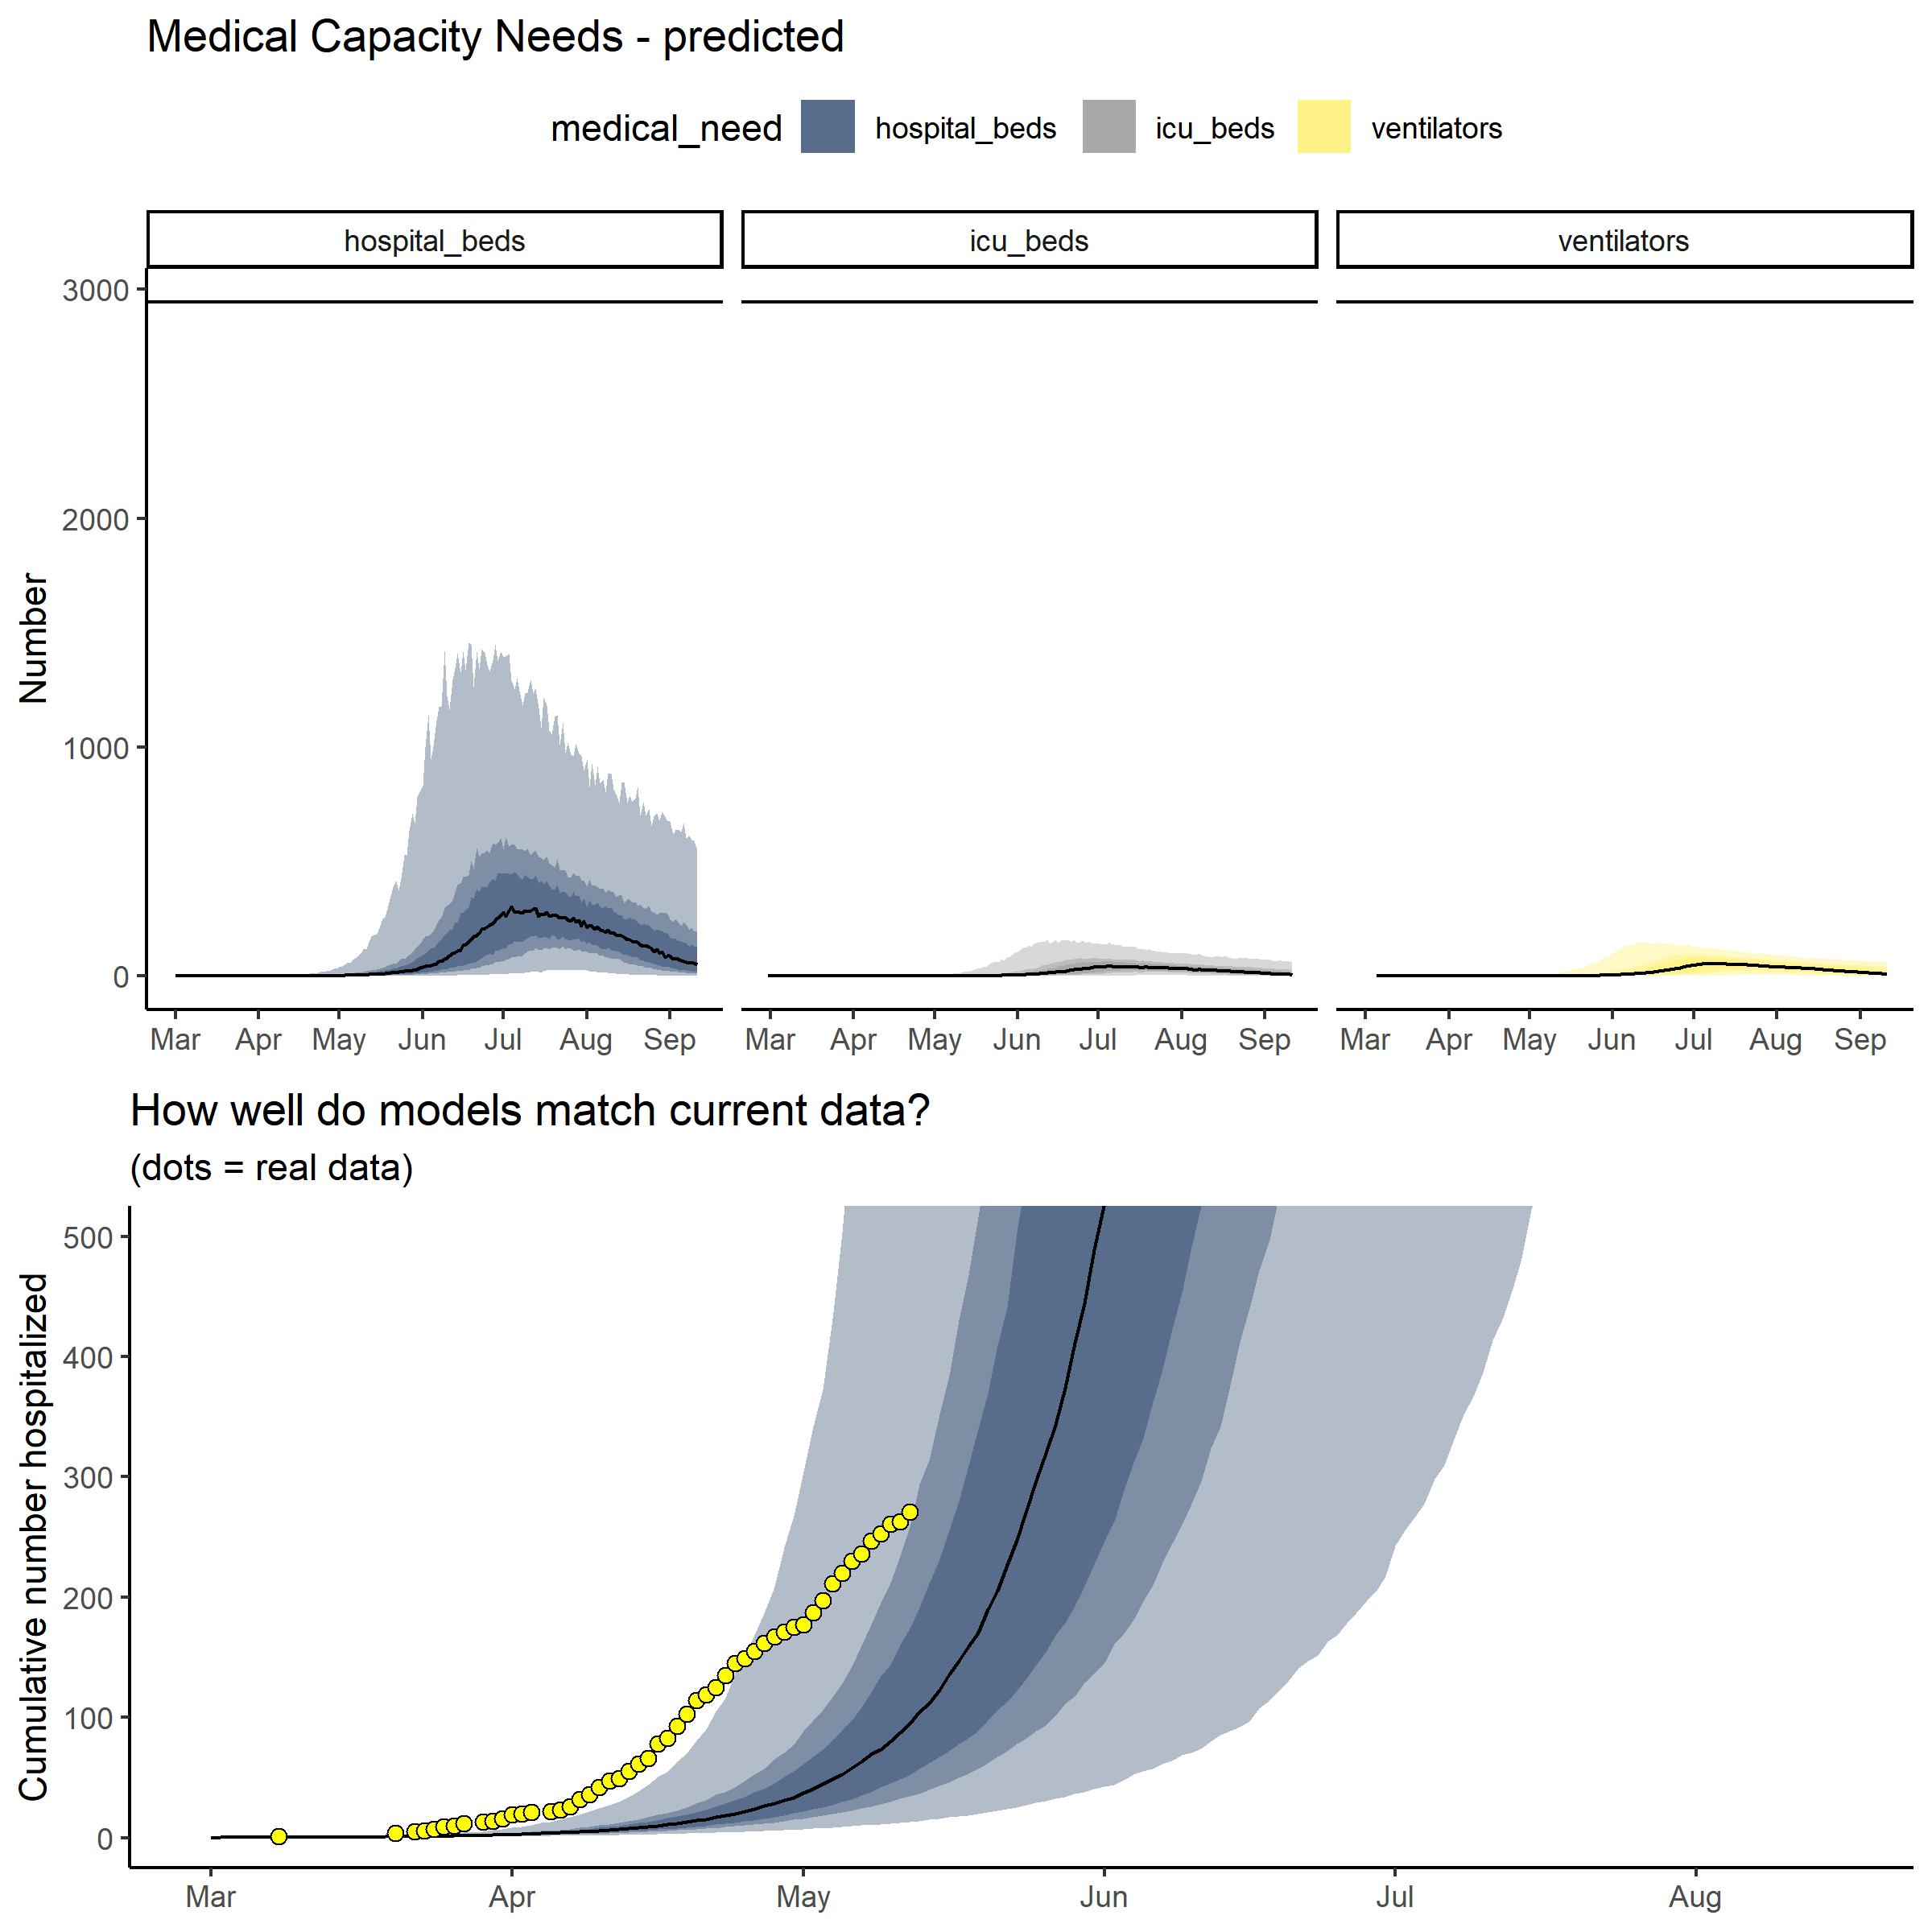 Medical Capacity Needs - predicted
medical_need hospital_beds icu_beds ventilators
hospital_beds icu_beds ventilators
3000
2000
1000
0
Number
Mar Apr May Jun Jul Aug Sep Mar Apr May Jun Jul Aug Sep Mar Apr May Jun Jul Aug Sep
How well do models match current data?
(dots = real data)
500
400
300
200
100
0
Cumulative number hospitalized
Mar Apr May Jun Jul Aug